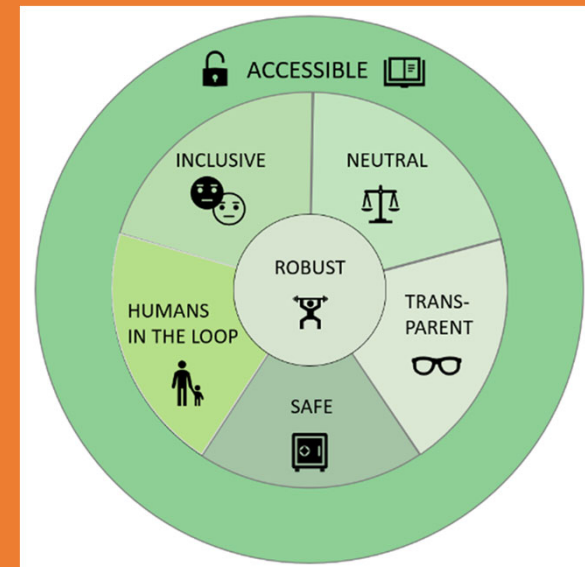 ACCESSIBLE
INCLUSIVE
NEUTRAL
ROBUST
HUMANS
IN THE LOOP
TRANS-
PARENT
SAFE